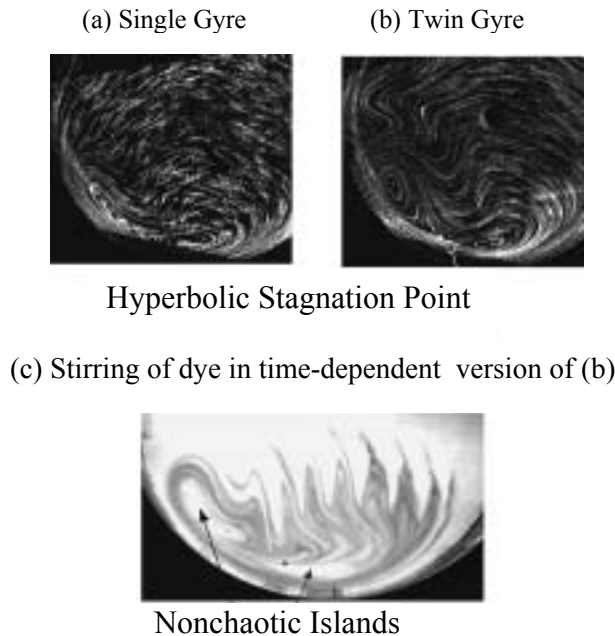 (a) Single Gyre (b) Twin Gyre
Hyperbolic Stagnation Point
(c) Stirring of dye in time-dependent version of (b)
Nonchaotic Islands